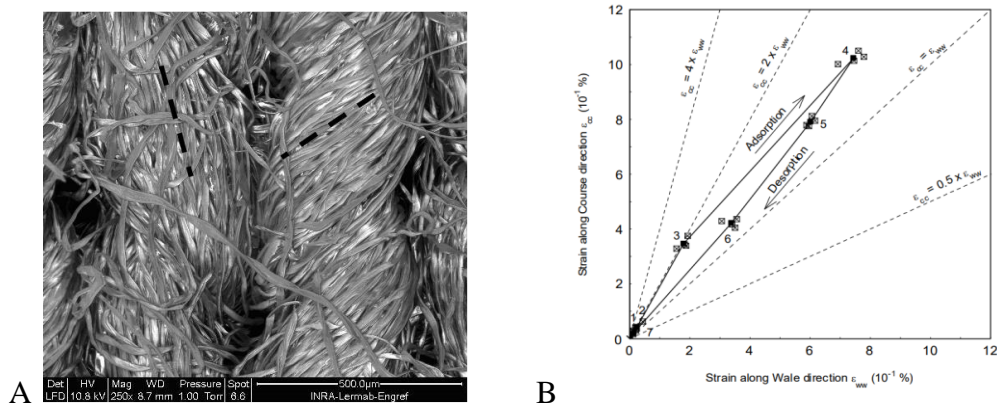 A
Det HV Mag WD Pressure Spot 500.0µm
LFD 10.8 kV 250x 8.7 mm 1.00 Torr 6.6 INRA-Lermab-Engref
B
Strain along Course direction ε_cc (10⁻¹ %)
12
10
8
6
4
2
0
ε_cc = 4 x ε_ww
ε_cc = 2 x ε_ww
ε_cc = ε_ww
ε_cc = 0.5 x ε_ww
Adsorption
Desorption
4
5
3
6
2
1
7
0 2 4 6 8 10 12
Strain along Wale direction ε_ww (10⁻¹ %)